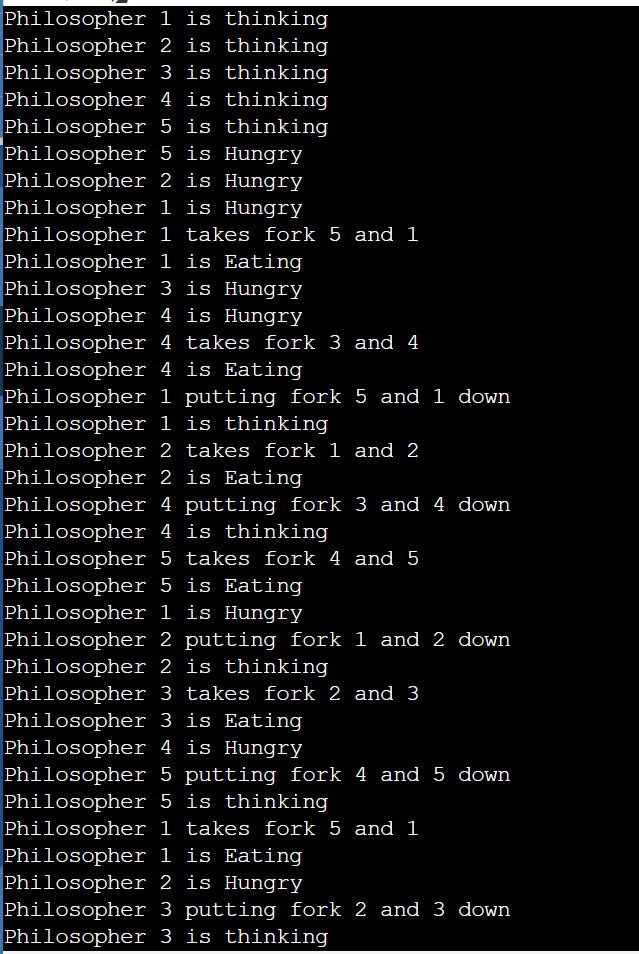 Philosopher 1 is thinking
Philosopher 2 is thinking
Philosopher 3 is thinking
Philosopher 4 is thinking
Philosopher 5 is thinking
Philosopher 5 is Hungry
Philosopher 2 is Hungry
Philosopher 1 is Hungry
Philosopher 1 takes fork 5 and 1
Philosopher 1 is Eating
Philosopher 3 is Hungry
Philosopher 4 is Hungry
Philosopher 4 takes fork 3 and 4
Philosopher 4 is Eating
Philosopher 1 putting fork 5 and 1 down
Philosopher 1 is thinking
Philosopher 2 takes fork 1 and 2
Philosopher 2 is Eating
Philosopher 4 putting fork 3 and 4 down
Philosopher 4 is thinking
Philosopher 5 takes fork 4 and 5
Philosopher 5 is Eating
Philosopher 1 is Hungry
Philosopher 2 putting fork 1 and 2 down
Philosopher 2 is thinking
Philosopher 3 takes fork 2 and 3
Philosopher 3 is Eating
Philosopher 4 is Hungry
Philosopher 5 putting fork 4 and 5 down
Philosopher 5 is thinking
Philosopher 1 takes fork 5 and 1
Philosopher 1 is Eating
Philosopher 2 is Hungry
Philosopher 3 putting fork 2 and 3 down
Philosopher 3 is thinking